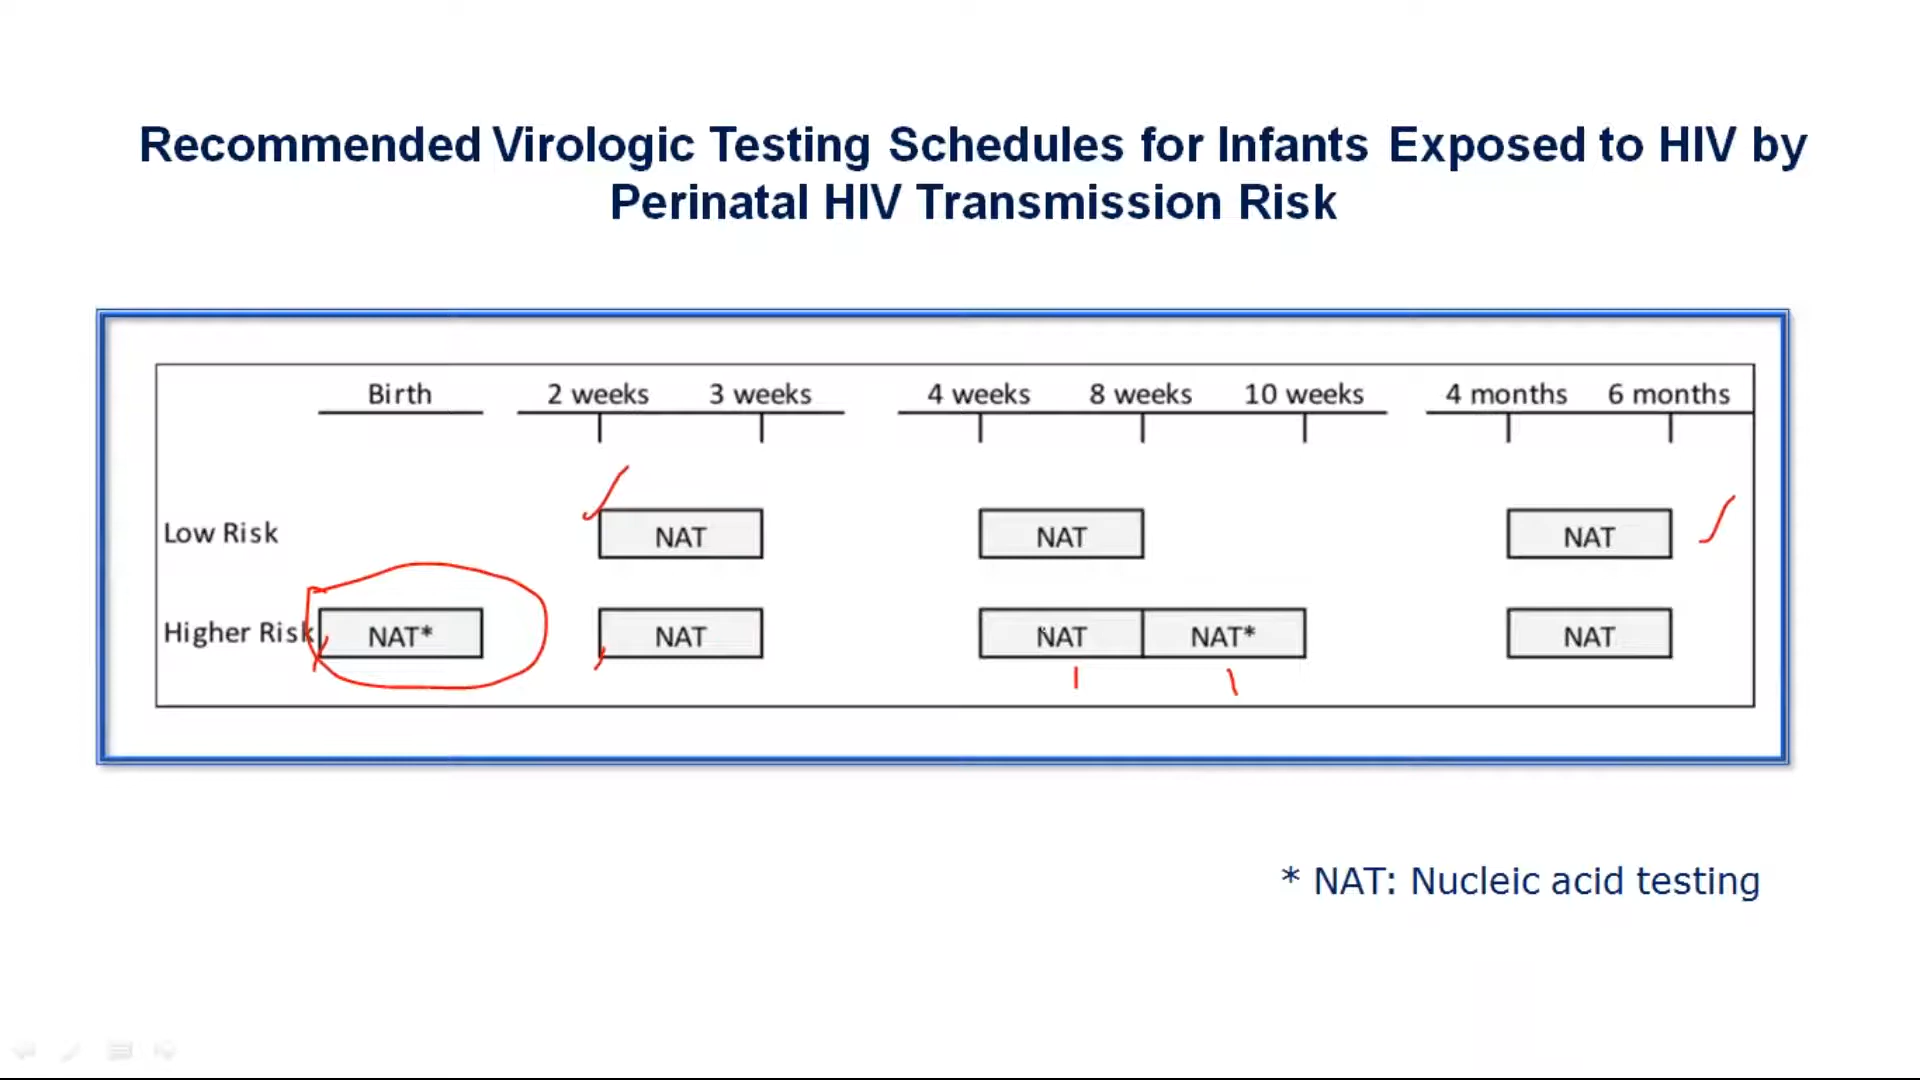 Recommended Virologic Testing Schedules for Infants Exposed to HIV by
Perinatal HIV Transmission Risk
Birth 2 weeks 3 weeks 4 weeks 8 weeks 10 weeks 4 months 6 months
Low Risk NAT NAT NAT
Higher Risk NAT* NAT NAT NAT* NAT
* NAT: Nucleic acid testing